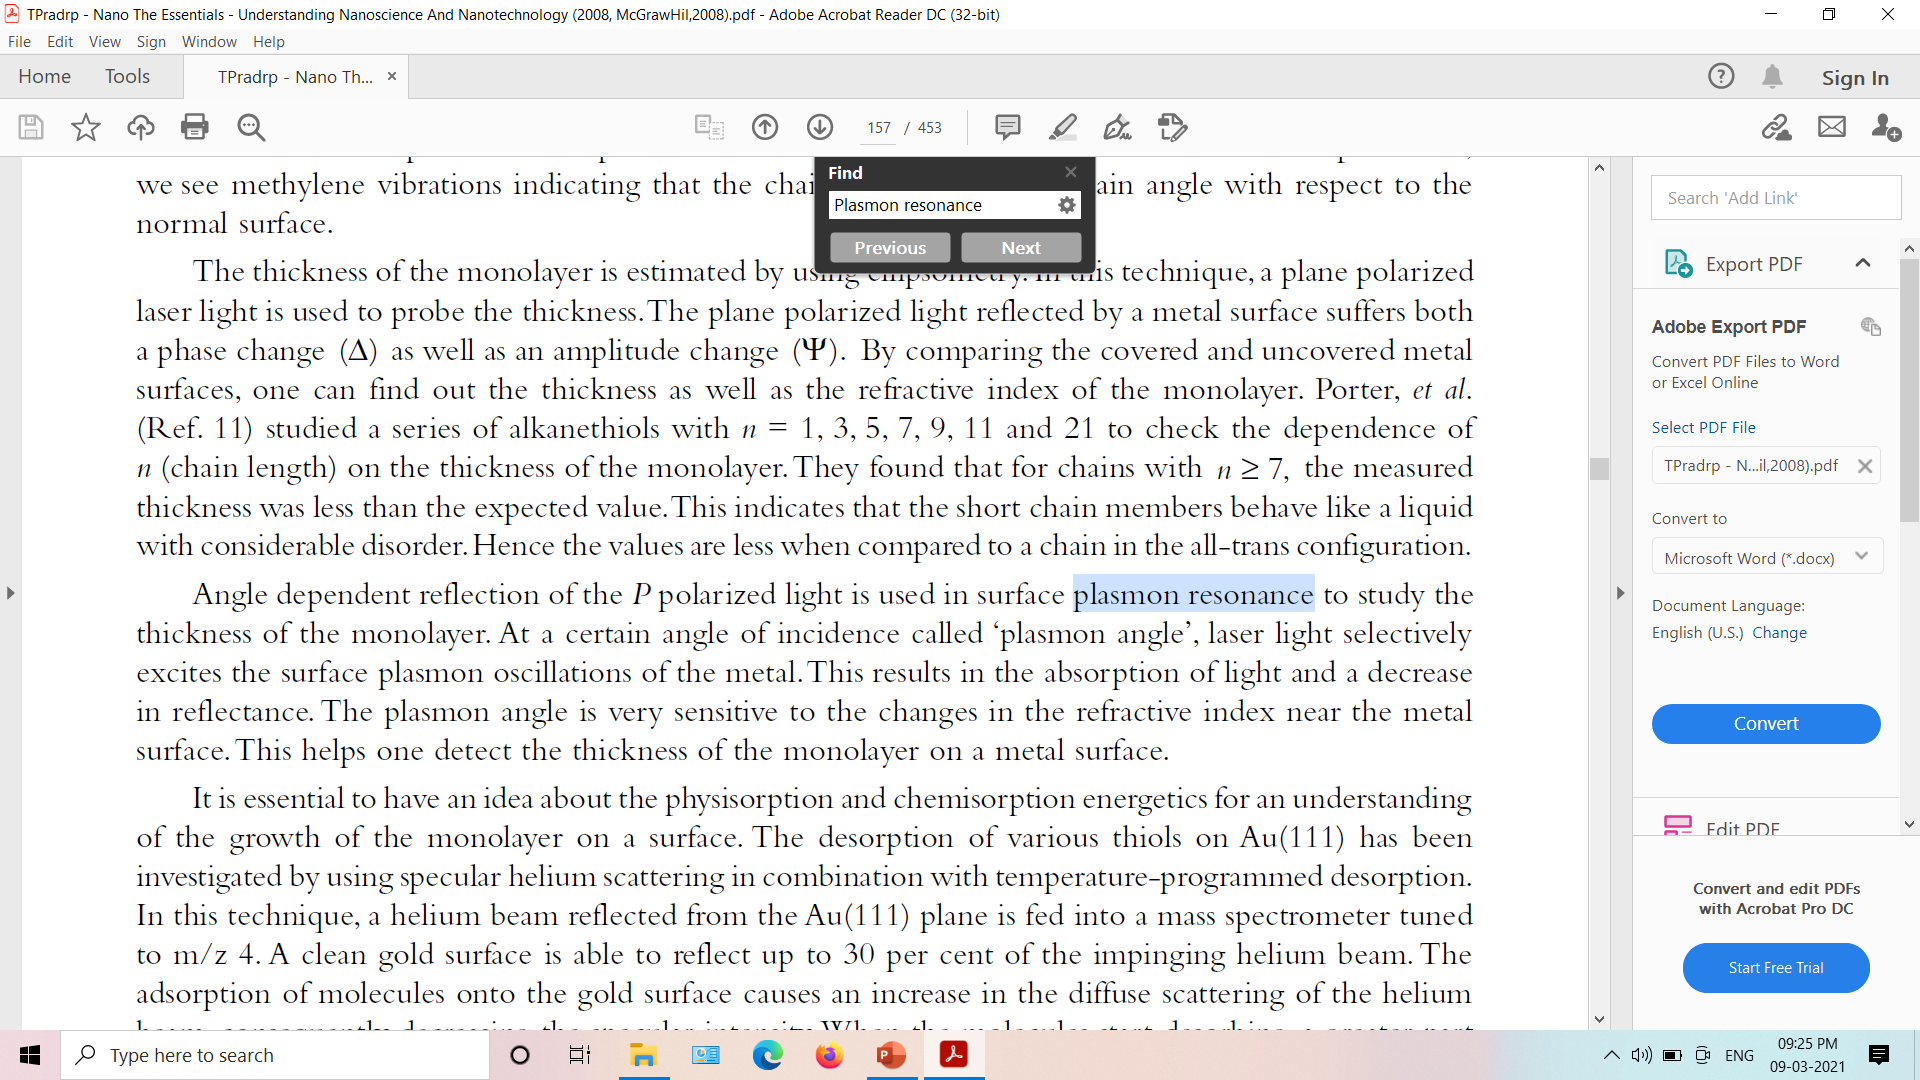 TPradrp - Nano The Essentials - Understanding Nanoscience And Nanotechnology (2008, McGrawHil,2008).pdf - Adobe Acrobat Reader DC (32-bit)
File Edit View Sign Window Help
Home Tools TPradrp - Nano Th... Sign In
157 / 453
Find
Plasmon resonance
Previous Next
we see methylene vibrations indicating that the chai ain angle with respect to the
normal surface.
The thickness of the monolayer is estimated by using ellipsometry. In this technique, a plane polarized
laser light is used to probe the thickness. The plane polarized light reflected by a metal surface suffers both
a phase change (Δ) as well as an amplitude change (Ψ). By comparing the covered and uncovered metal
surfaces, one can find out the thickness as well as the refractive index of the monolayer. Porter, et al.
(Ref. 11) studied a series of alkanethiols with n = 1, 3, 5, 7, 9, 11 and 21 to check the dependence of
n (chain length) on the thickness of the monolayer. They found that for chains with n ≥ 7, the measured
thickness was less than the expected value. This indicates that the short chain members behave like a liquid
with considerable disorder. Hence the values are less when compared to a chain in the all-trans configuration.
Angle dependent reflection of the P polarized light is used in surface plasmon resonance to study the
thickness of the monolayer. At a certain angle of incidence called ‘plasmon angle’, laser light selectively
excites the surface plasmon oscillations of the metal. This results in the absorption of light and a decrease
in reflectance. The plasmon angle is very sensitive to the changes in the refractive index near the metal
surface. This helps one detect the thickness of the monolayer on a metal surface.
It is essential to have an idea about the physisorption and chemisorption energetics for an understanding
of the growth of the monolayer on a surface. The desorption of various thiols on Au(111) has been
investigated by using specular helium scattering in combination with temperature-programmed desorption.
In this technique, a helium beam reflected from the Au(111) plane is fed into a mass spectrometer tuned
to m/z 4. A clean gold surface is able to reflect up to 30 per cent of the impinging helium beam. The
adsorption of molecules onto the gold surface causes an increase in the diffuse scattering of the helium
Search 'Add Link'
Export PDF
Adobe Export PDF
Convert PDF Files to Word
or Excel Online
Select PDF File
TPradrp - N...il,2008).pdf
Convert to
Microsoft Word (*.docx)
Document Language:
English (U.S.) Change
Convert
Edit PDF
Convert and edit PDFs
with Acrobat Pro DC
Start Free Trial
Type here to search
ENG
09:25 PM
09-03-2021